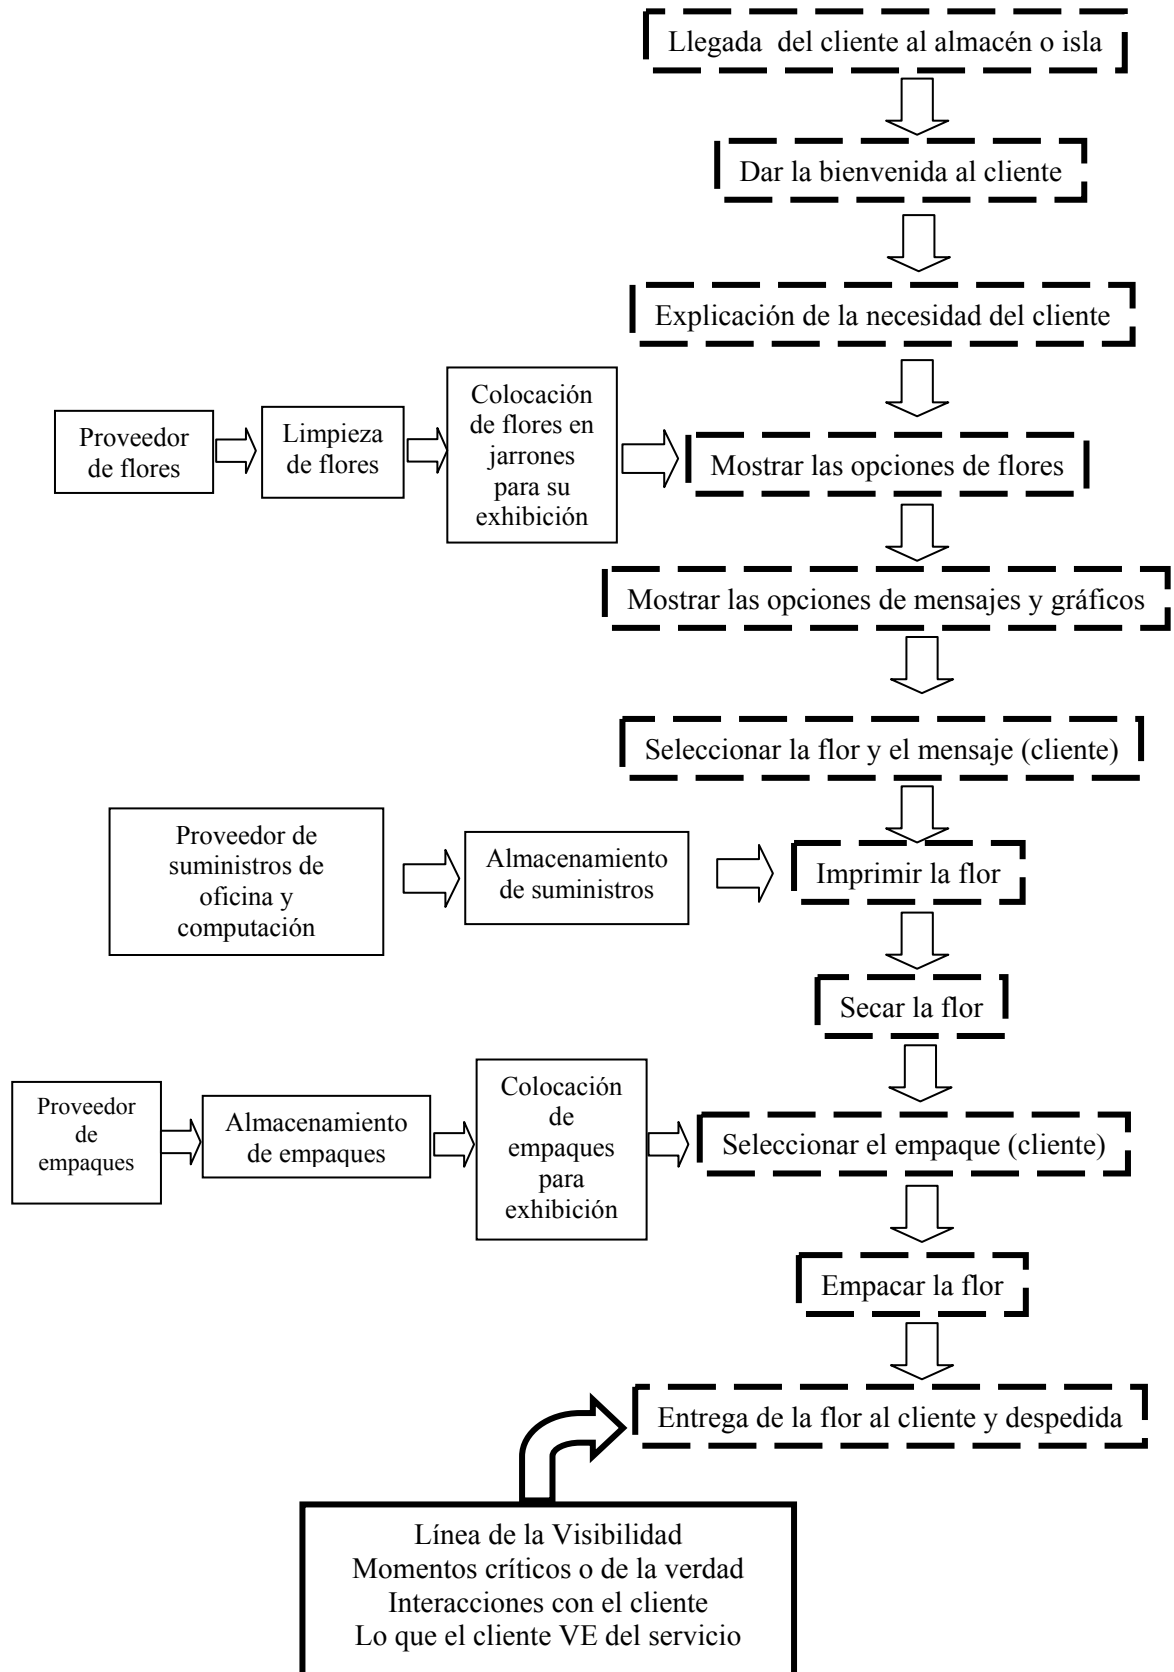 Llegada del cliente al almacén o isla
Dar la bienvenida al cliente
Explicación de la necesidad del cliente
Proveedor
de flores
Limpieza
de flores
Colocación
de flores en
jarrones
para su
exhibición
Mostrar las opciones de flores
Mostrar las opciones de mensajes y gráficos
Seleccionar la flor y el mensaje (cliente)
Proveedor de
suministros de
oficina y
computación
Almacenamiento
de suministros
Imprimir la flor
Secar la flor
Proveedor
de
empaques
Almacenamiento
de empaques
Colocación
de
empaques
para
exhibición
Seleccionar el empaque (cliente)
Empacar la flor
Entrega de la flor al cliente y despedida
Línea de la Visibilidad
Momentos críticos o de la verdad
Interacciones con el cliente
Lo que el cliente VE del servicio